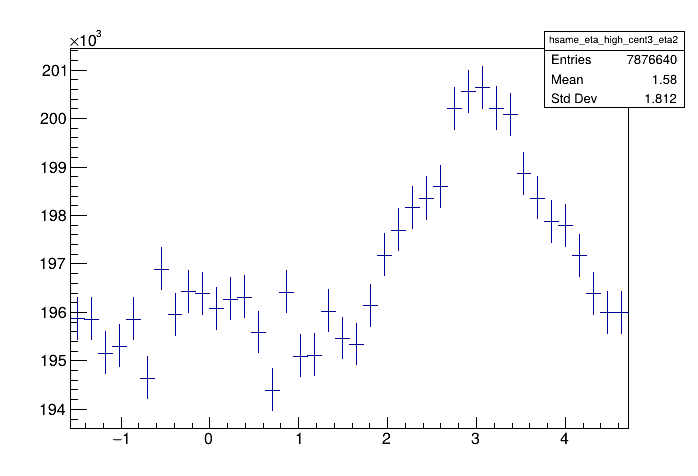 ×10³
hsame_eta_high_cent3_eta2
Entries 7876640
Mean 1.58
Std Dev 1.812
201
200
199
198
197
196
195
194
−1 0 1 2 3 4